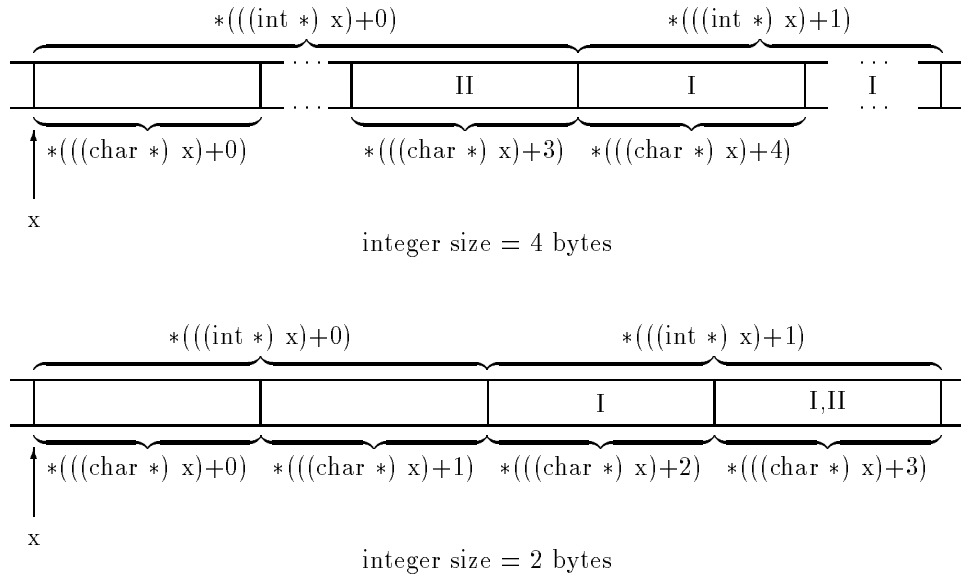 *(((int *) x)+0) *(((int *) x)+1)
· · · · · ·
II I I
· · · · · ·
*(((char *) x)+0) *(((char *) x)+3) *(((char *) x)+4)
x
integer size = 4 bytes
*(((int *) x)+0) *(((int *) x)+1)
I I,II
*(((char *) x)+0) *(((char *) x)+1) *(((char *) x)+2) *(((char *) x)+3)
x
integer size = 2 bytes